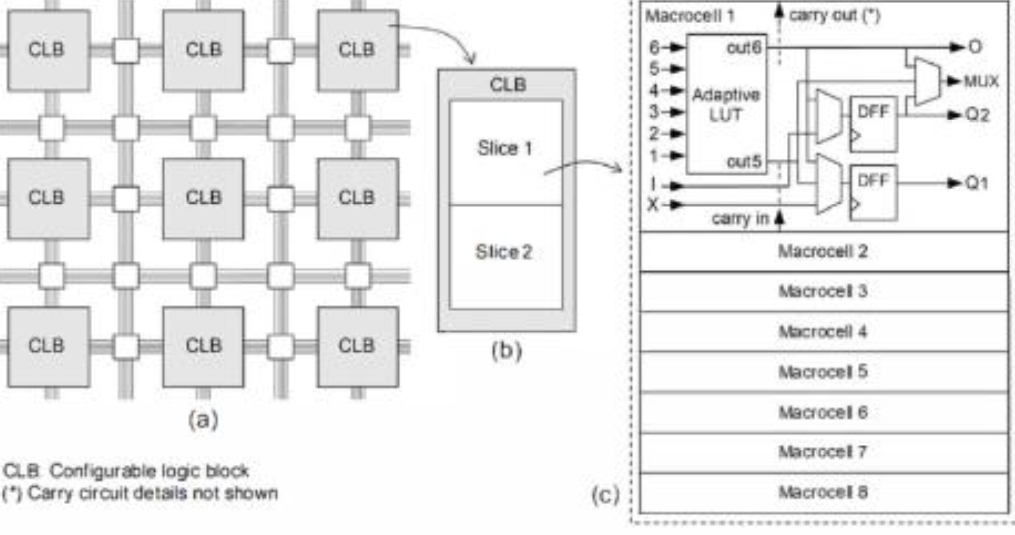 CLB CLB CLB
CLB CLB CLB
CLB CLB CLB
(a)
CLB: Configurable logic block
(*) Carry circuit details not shown
CLB
Slice 1
Slice 2
(b)
Macrocell 1
carry out (*)
6
5
4
3
2
1
I
X
out6
Adaptive
LUT
out5
carry in
DFF
DFF
O
MUX
Q2
Q1
Macrocell 2
Macrocell 3
Macrocell 4
Macrocell 5
Macrocell 6
Macrocell 7
Macrocell 8
(c)